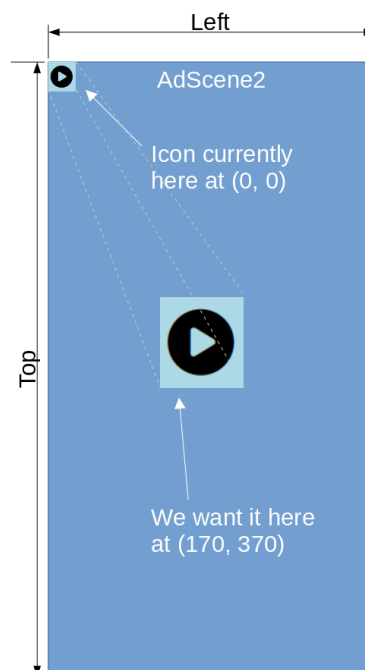 Left
AdScene2
Icon currently
here at (0, 0)
Top
We want it here
at (170, 370)